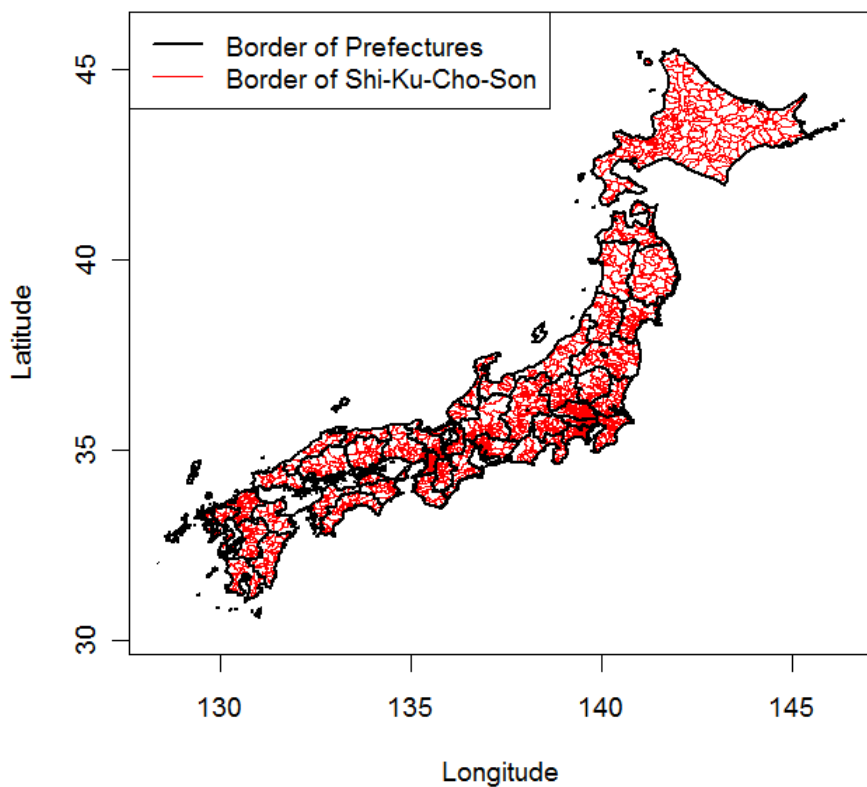 Border of Prefectures
Border of Shi-Ku-Cho-Son
45
40
35
30
Latitude
130 135 140 145
Longitude